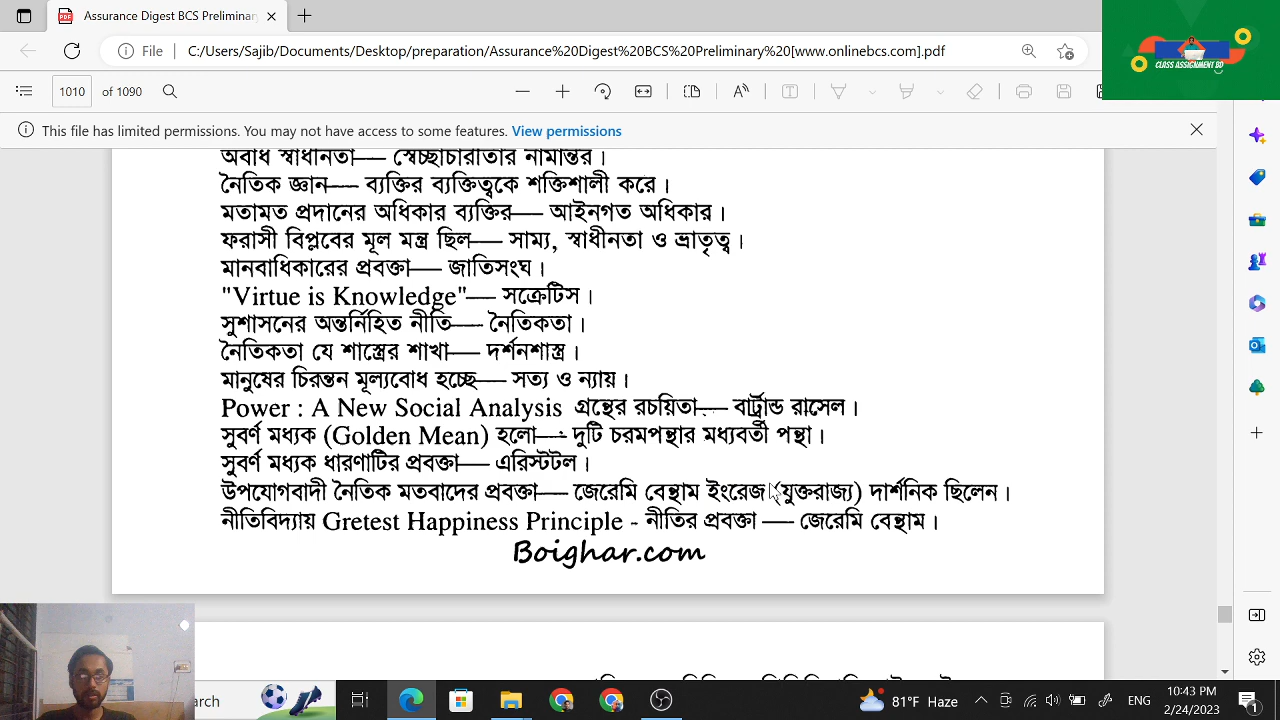 Assurance Digest BCS Preliminar
File C:/Users/Sajib/Documents/Desktop/preparation/Assurance%20Digest%20BCS%20Preliminary%20[www.onlinebcs.com].pdf
CLASS ASSIGNMENT BD
1010 of 1090
This file has limited permissions. You may not have access to some features. View permissions
অবাধ স্বাধীনতা— স্বেচ্ছাচারিতার নামান্তর।
নৈতিক জ্ঞান— ব্যক্তির ব্যক্তিত্বকে শক্তিশালী করে।
মতামত প্রদানের অধিকার ব্যক্তির— আইনগত অধিকার।
ফরাসী বিপ্লবের মূল মন্ত্র ছিল— সাম্য, স্বাধীনতা ও ভ্রাতৃত্ব।
মানবাধিকারের প্রবক্তা— জাতিসংঘ।
"Virtue is Knowledge"— সক্রেটিস।
সুশাসনের অন্তর্নিহিত নীতি— নৈতিকতা।
নৈতিকতা যে শাস্ত্রের শাখা— দর্শনশাস্ত্র।
মানুষের চিরন্তন মূল্যবোধ হচ্ছে— সত্য ও ন্যায়।
Power : A New Social Analysis গ্রন্থের রচয়িতা— বার্ট্রান্ড রাসেল।
সুবর্ণ মধ্যক (Golden Mean) হলো— দুটি চরমপন্থার মধ্যবর্তী পন্থা।
সুবর্ণ মধ্যক ধারণাটির প্রবক্তা— এরিস্টটল।
উপযোগবাদী নৈতিক মতবাদের প্রবক্তা— জেরেমি বেন্থাম ইংরেজ (যুক্তরাজ্য) দার্শনিক ছিলেন।
নীতিবিদ্যায় Gretest Happiness Principle - নীতির প্রবক্তা — জেরেমি বেন্থাম।
Boighar.com
arch
81°F Haze
ENG
10:43 PM
2/24/2023
1